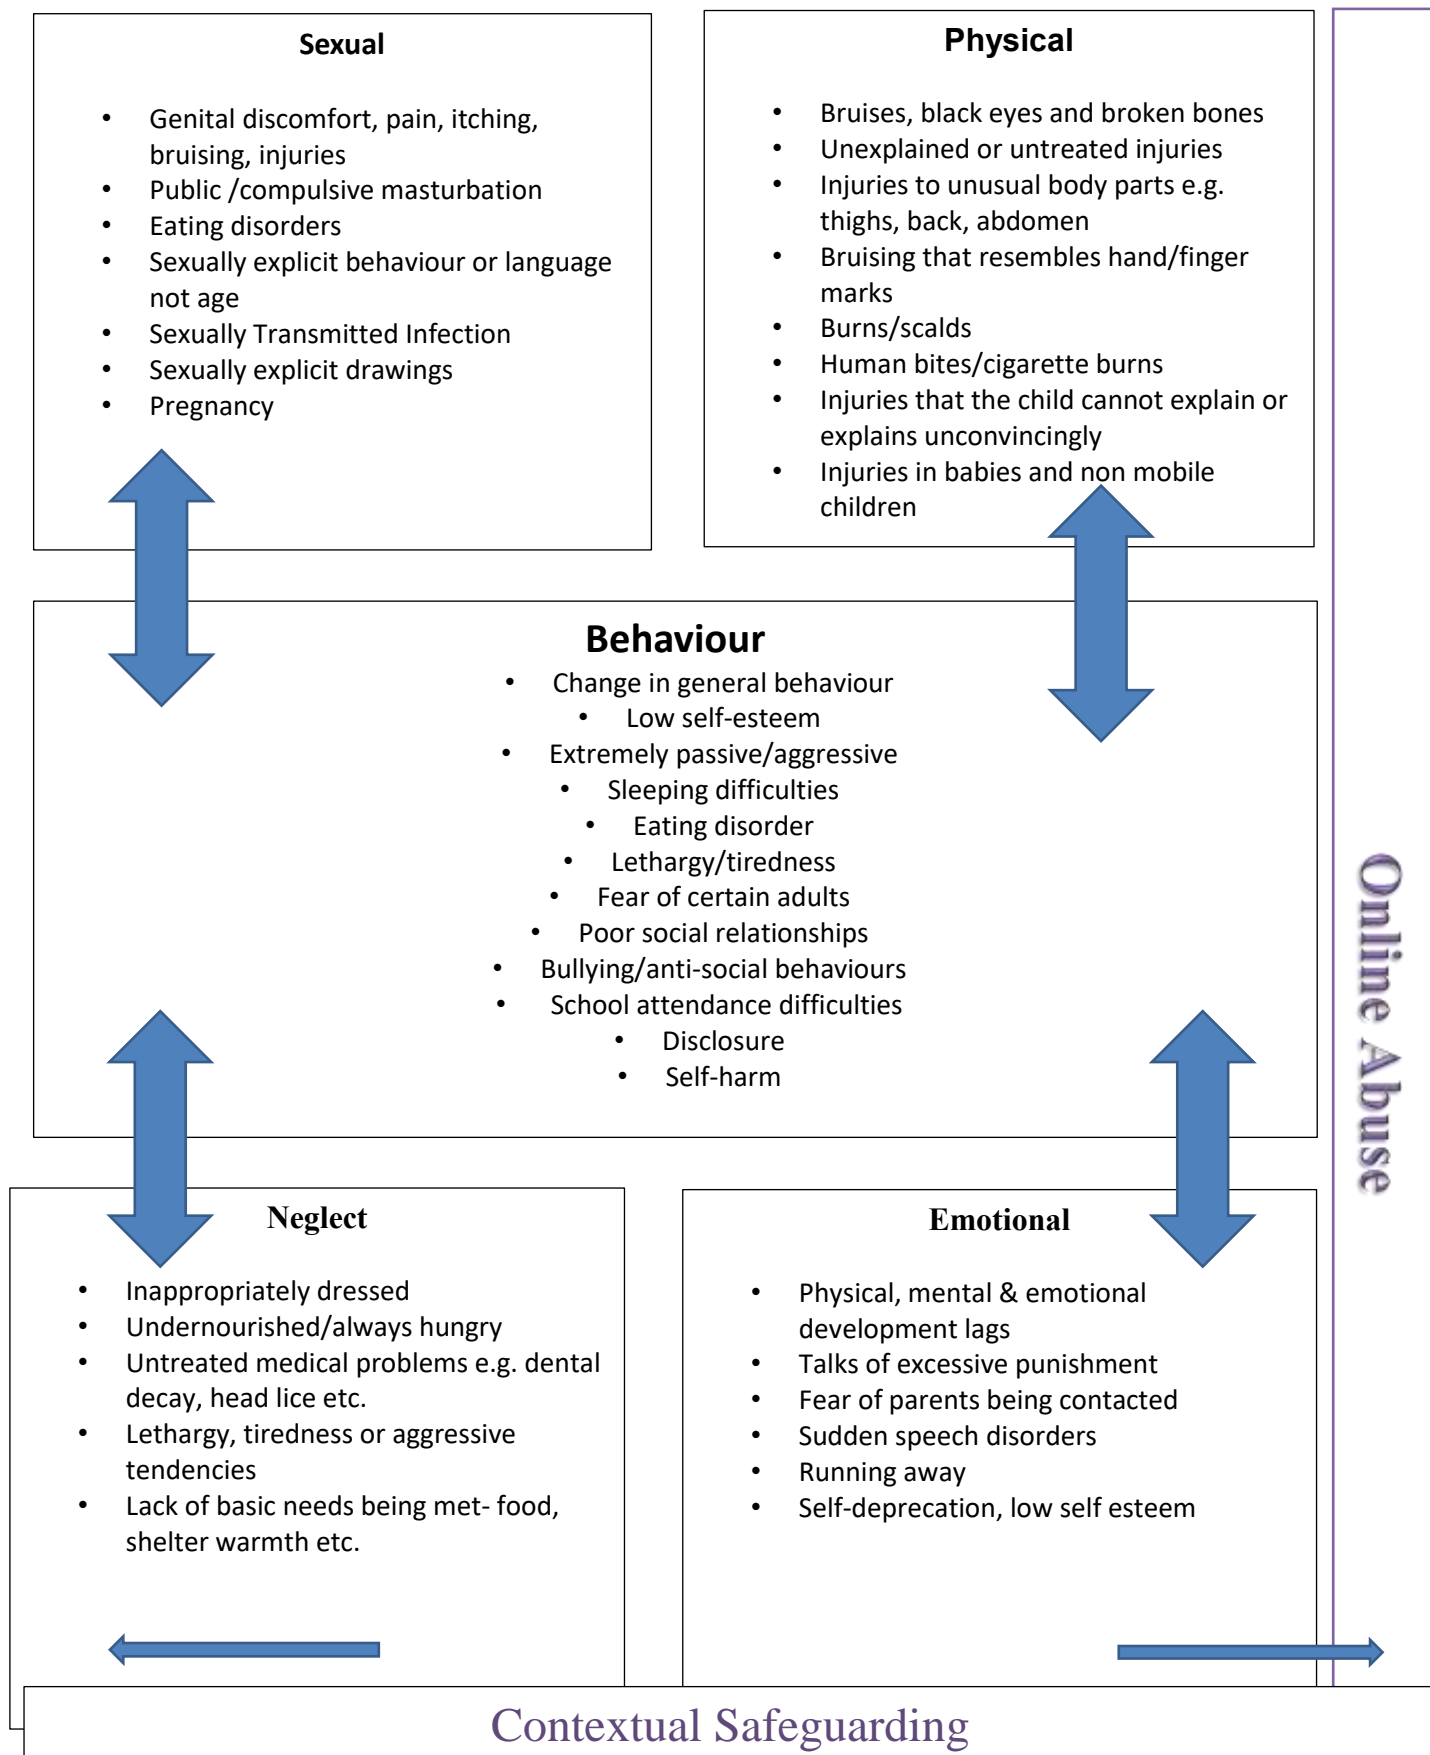 Sexual
• Genital discomfort, pain, itching,
bruising, injuries
• Public /compulsive masturbation
• Eating disorders
• Sexually explicit behaviour or language
not age
• Sexually Transmitted Infection
• Sexually explicit drawings
• Pregnancy
Physical
• Bruises, black eyes and broken bones
• Unexplained or untreated injuries
• Injuries to unusual body parts e.g.
thighs, back, abdomen
• Bruising that resembles hand/finger
marks
• Burns/scalds
• Human bites/cigarette burns
• Injuries that the child cannot explain or
explains unconvincingly
• Injuries in babies and non mobile
children
Behaviour
• Change in general behaviour
• Low self-esteem
• Extremely passive/aggressive
• Sleeping difficulties
• Eating disorder
• Lethargy/tiredness
• Fear of certain adults
• Poor social relationships
• Bullying/anti-social behaviours
• School attendance difficulties
• Disclosure
• Self-harm
Neglect
• Inappropriately dressed
• Undernourished/always hungry
• Untreated medical problems e.g. dental
decay, head lice etc.
• Lethargy, tiredness or aggressive
tendencies
• Lack of basic needs being met- food,
shelter warmth etc.
Emotional
• Physical, mental & emotional
development lags
• Talks of excessive punishment
• Fear of parents being contacted
• Sudden speech disorders
• Running away
• Self-deprecation, low self esteem
Online Abuse
Contextual Safeguarding